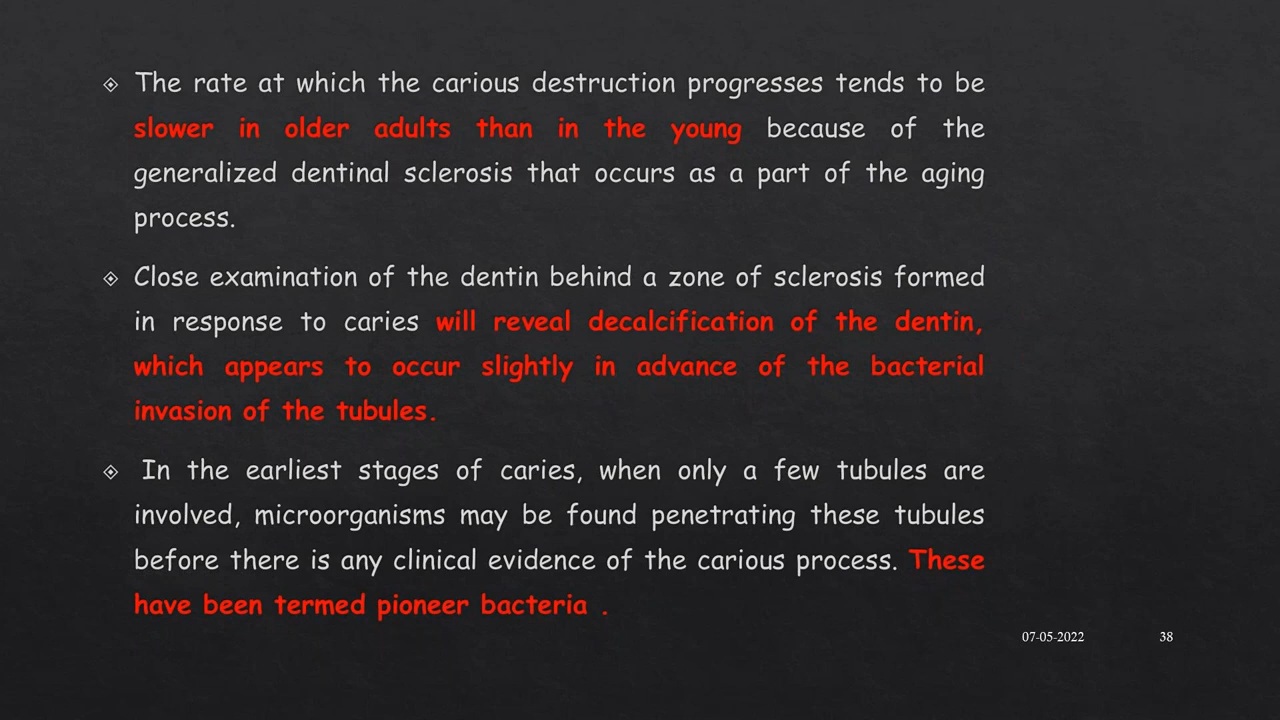 The rate at which the carious destruction progresses tends to be
slower in older adults than in the young because of the
generalized dentinal sclerosis that occurs as a part of the aging
process.
Close examination of the dentin behind a zone of sclerosis formed
in response to caries will reveal decalcification of the dentin,
which appears to occur slightly in advance of the bacterial
invasion of the tubules.
In the earliest stages of caries, when only a few tubules are
involved, microorganisms may be found penetrating these tubules
before there is any clinical evidence of the carious process. These
have been termed pioneer bacteria .
07-05-2022 38